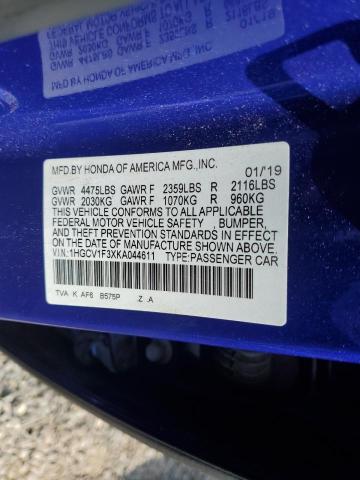 MFD.BY HONDA OF AMERICA MFG.,INC. 01/'19
GVWR 4475LBS GAWR F 2359LBS R 2116LBS
GVWR 2030KG GAWR F 1070KG R 960KG
THIS VEHICLE CONFORMS TO ALL APPLICABLE
FEDERAL MOTOR VEHICLE SAFETY , BUMPER,
AND THEFT PREVENTION STANDARDS IN EFFECT
ON THE DATE OF MANUFACTURE SHOWN ABOVE.
V.I.N:1HGCV1F3XKA044611 TYPE:PASSENGER CAR
TVA K AF6 B575P Z .A